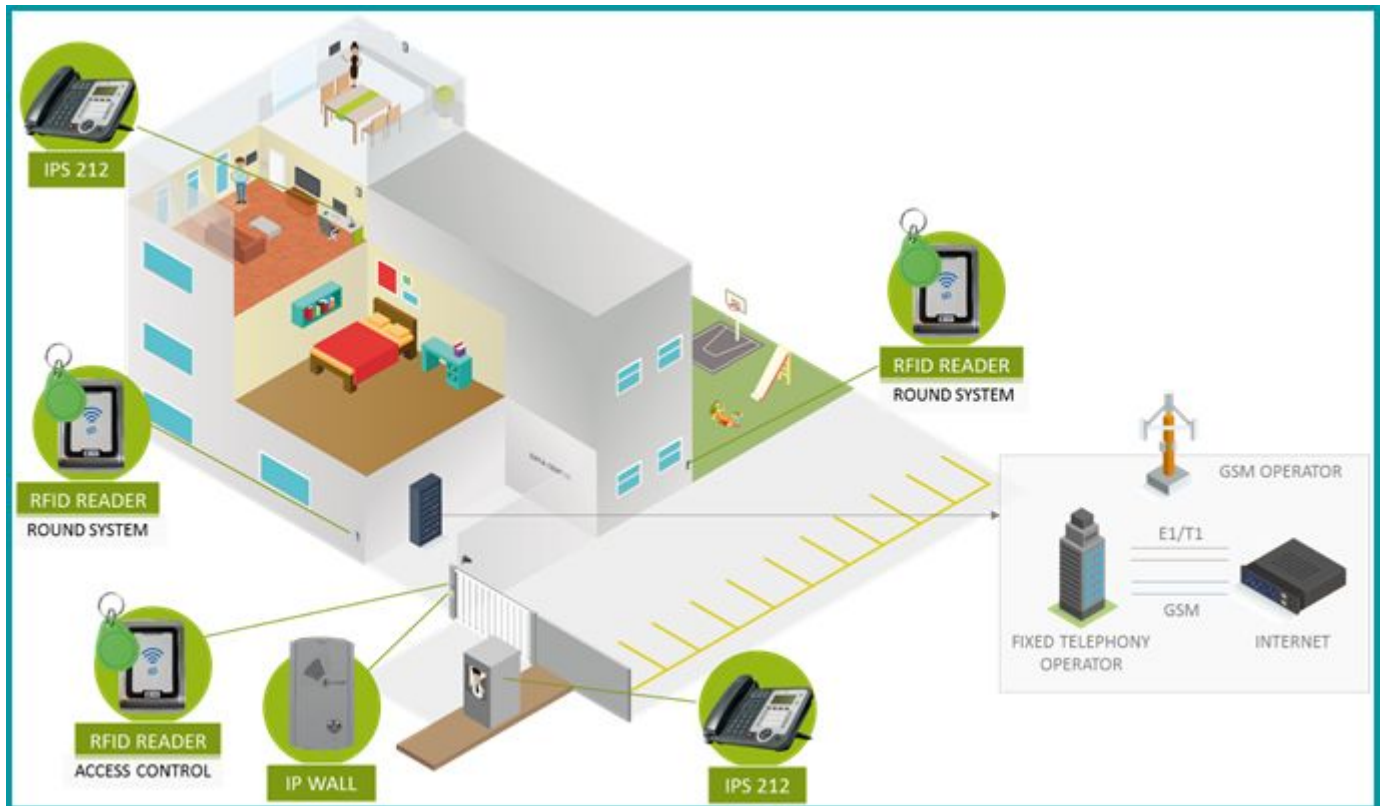 IPS 212
RFID READER
ROUND SYSTEM
RFID READER
ROUND SYSTEM
GSM OPERATOR
E1/T1
GSM
FIXED TELEPHONY
OPERATOR
INTERNET
RFID READER
ACCESS CONTROL
IP WALL
IPS 212